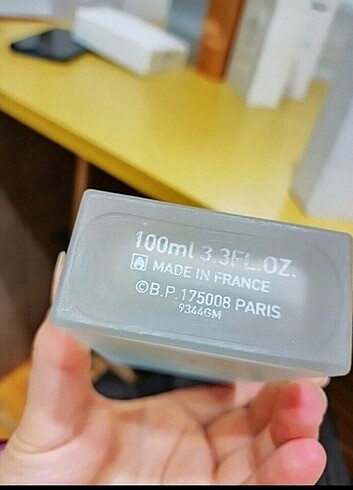 100ml 3.3FL.OZ.
MADE IN FRANCE
©B.P.175008 PARIS
9344GM